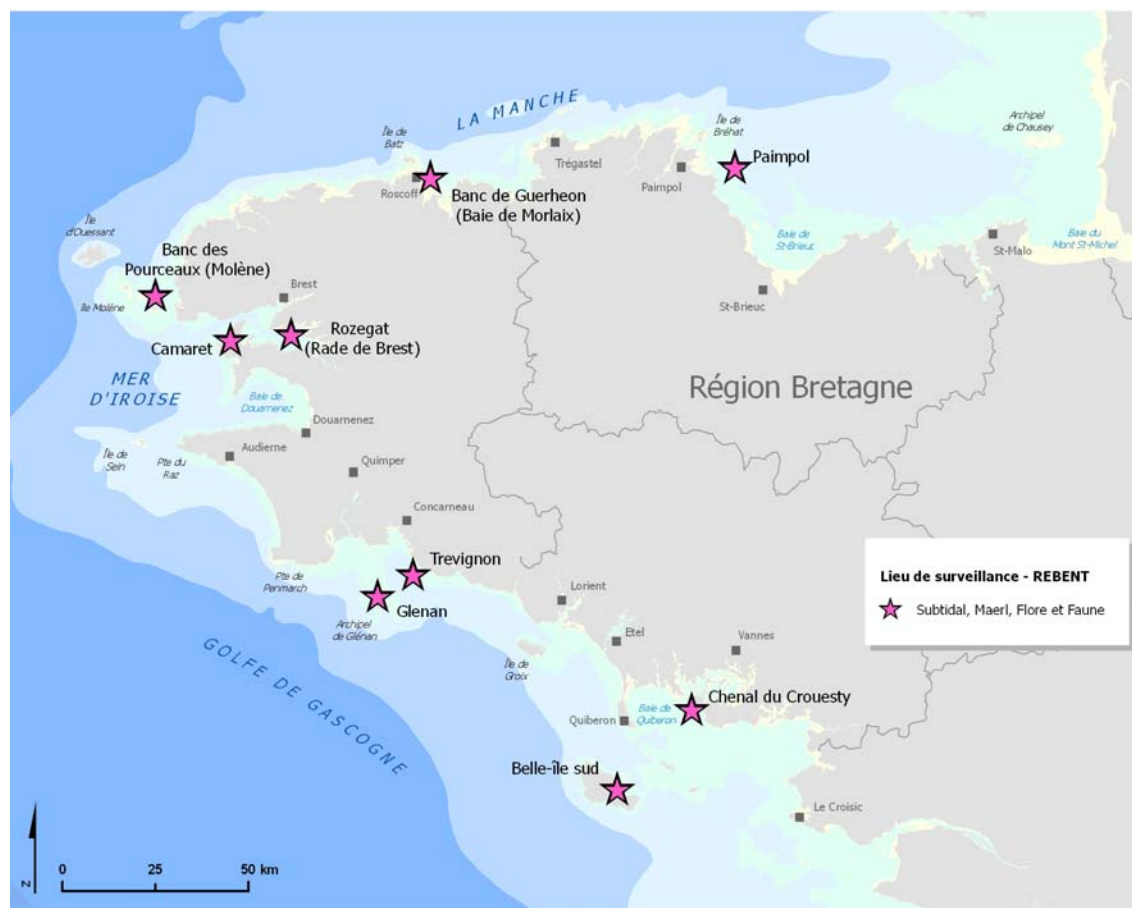 LA MANCHE
Île de
Batz
Roscoff
Banc de Guerheon
(Baie de Morlaix)
Trégastel
Île de
Bréhat
Paimpol
Paimpol
Archipel
de Chausey
Baie de
St-Brieuc
St-Malo
Baie du
Mont St-Michel
St-Brieuc
Île
d'Ouessant
Banc des
Pourceaux (Molène)
Île Molène
Brest
Camaret
Rozegat
(Rade de Brest)
MER
D'IROISE
Baie de
Douarnenez
Douarnenez
Région Bretagne
Île de
Sein
Pte du
Raz
Audierne
Quimper
Concarneau
Trevignon
Pte de
Penmarch
Glenan
Archipel
de Glénan
Lorient
Etel
Vannes
Île de
Groix
GOLFE DE GASCOGNE
Chenal du Crouesty
Baie de
Quiberon
Quiberon
Belle-île sud
Le Croisic
Lieu de surveillance - REBENT
Subtidal, Maerl, Flore et Faune
N
0 25 50 km